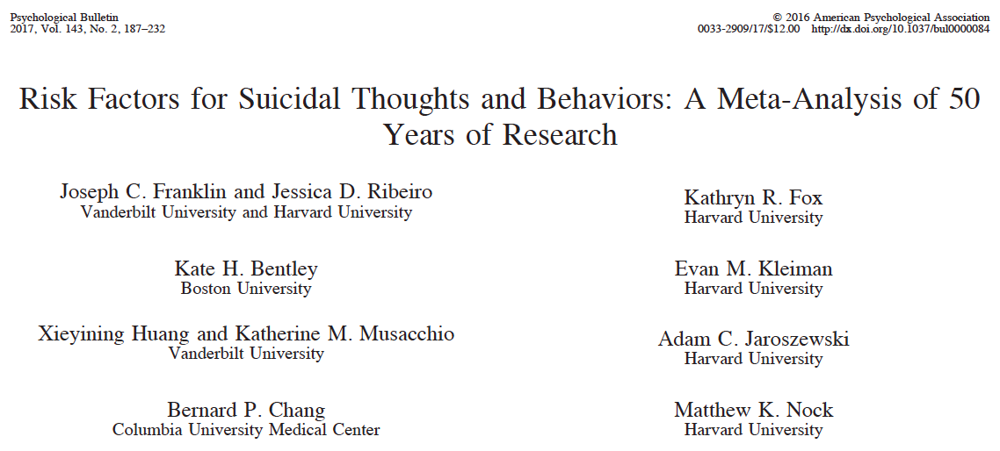 Psychological Bulletin
2017, Vol. 143, No. 2, 187–232
© 2016 American Psychological Association
0033-2909/17/$12.00 http://dx.doi.org/10.1037/bul0000084
Risk Factors for Suicidal Thoughts and Behaviors: A Meta-Analysis of 50
Years of Research
Joseph C. Franklin and Jessica D. Ribeiro
Vanderbilt University and Harvard University
Kathryn R. Fox
Harvard University
Kate H. Bentley
Boston University
Evan M. Kleiman
Harvard University
Xieyining Huang and Katherine M. Musacchio
Vanderbilt University
Adam C. Jaroszewski
Harvard University
Bernard P. Chang
Columbia University Medical Center
Matthew K. Nock
Harvard University